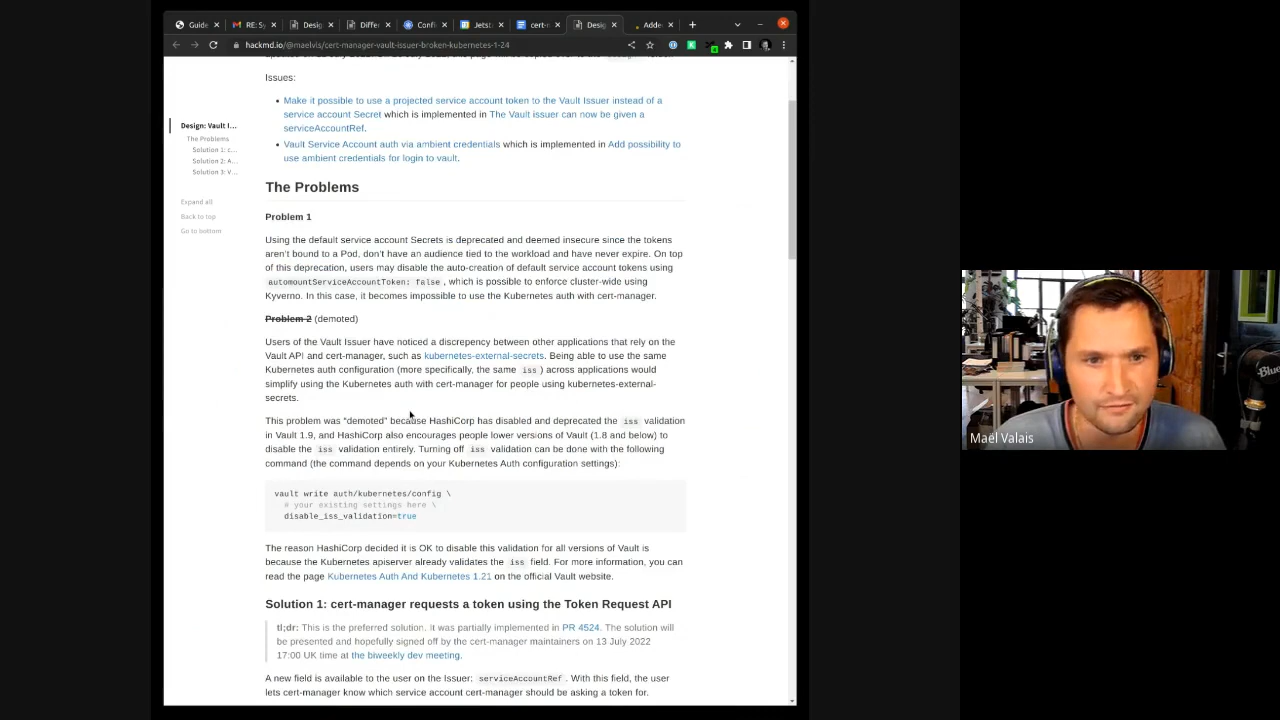 Guide
RE: Sy
Desig
Differ
Confi
Jetst
cert-m
Desig
Adde
hackmd.io/@maelvls/cert-manager-vault-issuer-broken-kubernetes-1-24
Issues:
Make it possible to use a projected service account token to the Vault Issuer instead of a
service account Secret which is implemented in The Vault issuer can now be given a
serviceAccountRef.
Vault Service Account auth via ambient credentials which is implemented in Add possibility to
use ambient credentials for login to vault.
Design: Vault I...
The Problems
Solution 1: c...
Solution 2: A...
Solution 3: V...
Expand all
Back to top
Go to bottom
The Problems
Problem 1
Using the default service account Secrets is deprecated and deemed insecure since the tokens
aren't bound to a Pod, don't have an audience tied to the workload and have never expire. On top
of this deprecation, users may disable the auto-creation of default service account tokens using
automountServiceAccountToken: false, which is possible to enforce cluster-wide using
Kyverno. In this case, it becomes impossible to use the Kubernetes auth with cert-manager.
Problem 2 (demoted)
Users of the Vault Issuer have noticed a discrepency between other applications that rely on the
Vault API and cert-manager, such as kubernetes-external-secrets. Being able to use the same
Kubernetes auth configuration (more specifically, the same iss) across applications would
simplify using the Kubernetes auth with cert-manager for people using kubernetes-external-
secrets.
This problem was “demoted” because HashiCorp has disabled and deprecated the iss validation
in Vault 1.9, and HashiCorp also encourages people lower versions of Vault (1.8 and below) to
disable the iss validation entirely. Turning off iss validation can be done with the following
command (the command depends on your Kubernetes Auth configuration settings):
vault write auth/kubernetes/config \
# your existing settings here \
disable_iss_validation=true
The reason HashiCorp decided it is OK to disable this validation for all versions of Vault is
because the Kubernetes apiserver already validates the iss field. For more information, you can
read the page Kubernetes Auth And Kubernetes 1.21 on the official Vault website.
Solution 1: cert-manager requests a token using the Token Request API
tl;dr: This is the preferred solution. It was partially implemented in PR 4524. The solution will
be presented and hopefully signed off by the cert-manager maintainers on 13 July 2022
17:00 UK time at the biweekly dev meeting.
A new field is available to the user on the Issuer: serviceAccountRef. With this field, the user
lets cert-manager know which service account cert-manager should be asking a token for.
Maël Valais
Blue